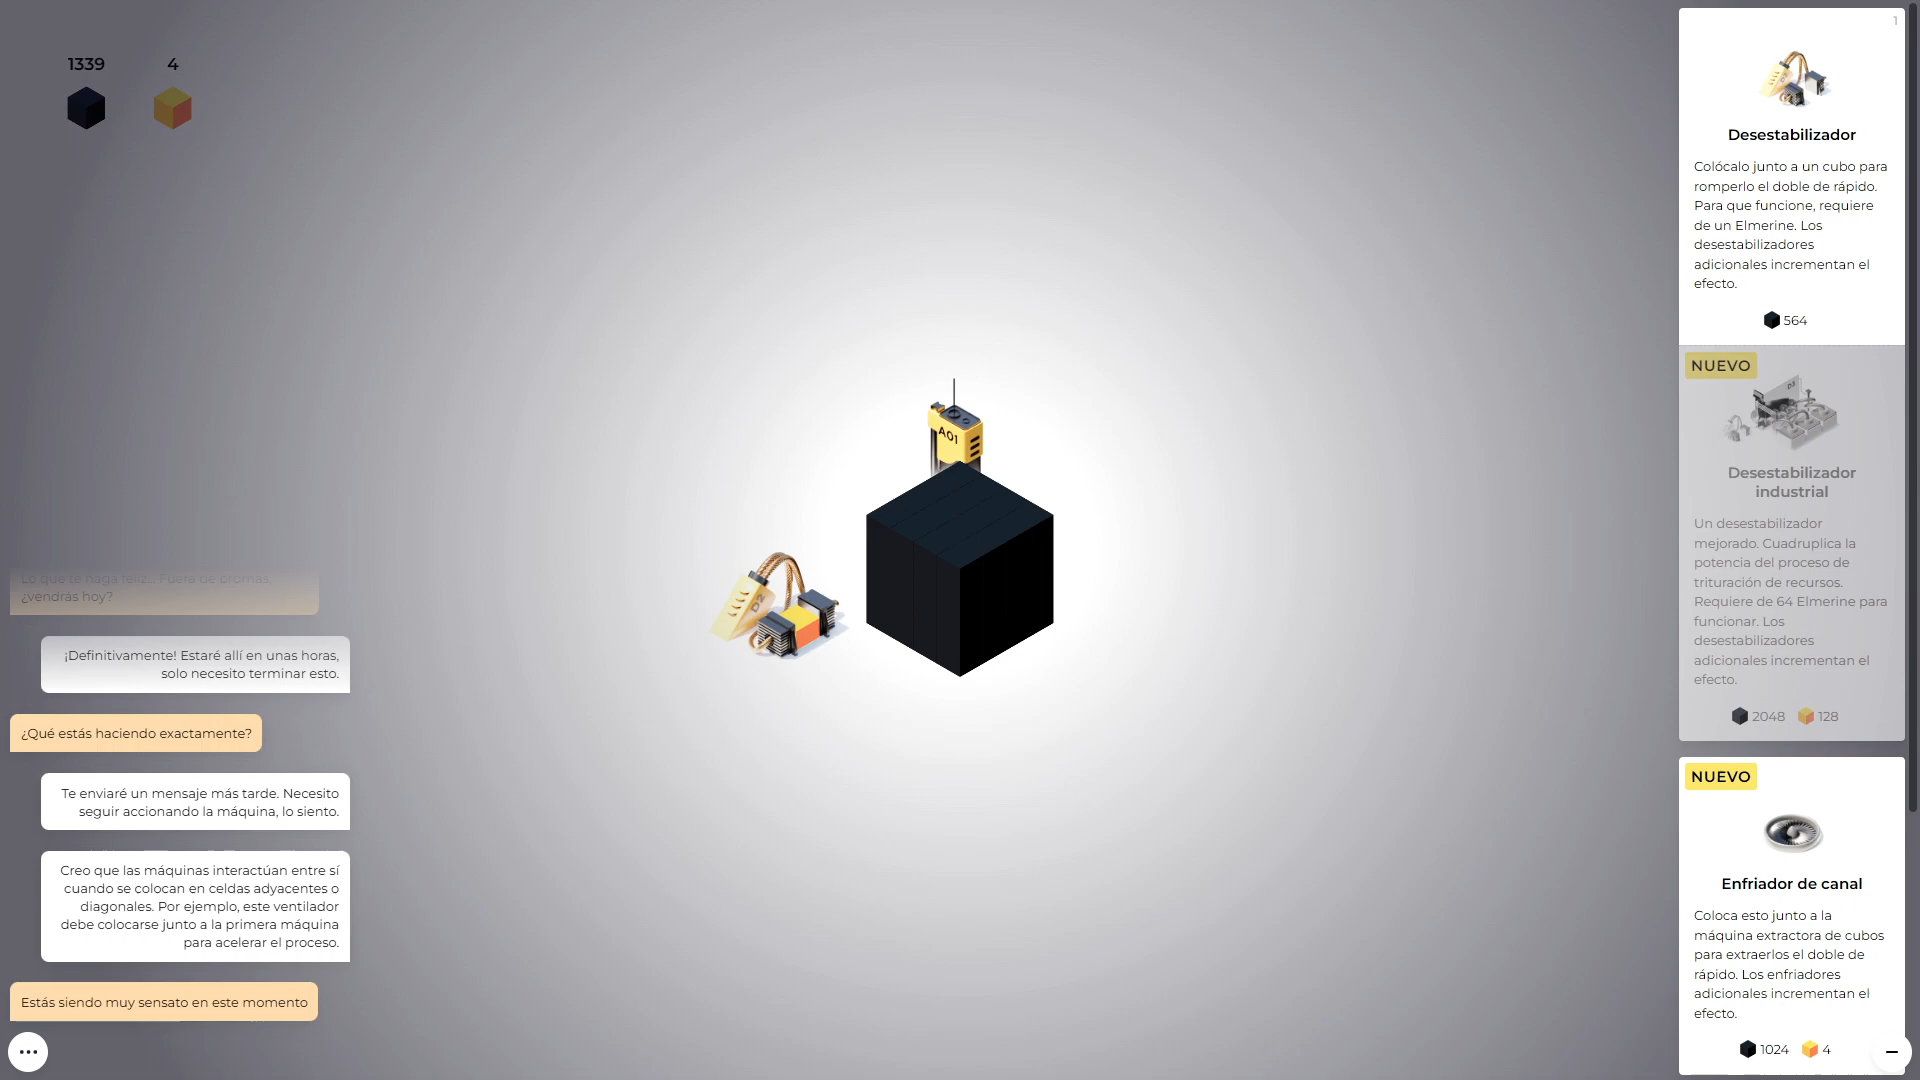 1339
4
Lo que te haga feliz... Fuera de bromas,
¿vendrás hoy?
¡Definitivamente! Estaré allí en unas horas,
solo necesito terminar esto.
¿Qué estás haciendo exactamente?
Te enviaré un mensaje más tarde. Necesito
seguir accionando la máquina, lo siento.
Creo que las máquinas interactúan entre sí
cuando se colocan en celdas adyacentes o
diagonales. Por ejemplo, este ventilador
debe colocarse junto a la primera máquina
para acelerar el proceso.
Estás siendo muy sensato en este momento
A01
D2
1
Desestabilizador
Colócalo junto a un cubo para
romperlo el doble de rápido.
Para que funcione, requiere
de un Elmerine. Los
desestabilizadores
adicionales incrementan el
efecto.
564
NUEVO
D3
Desestabilizador
industrial
Un desestabilizador
mejorado. Cuadruplica la
potencia del proceso de
trituración de recursos.
Requiere de 64 Elmerine para
funcionar. Los
desestabilizadores
adicionales incrementan el
efecto.
2048 128
NUEVO
Enfriador de canal
Coloca esto junto a la
máquina extractora de cubos
para extraerlos el doble de
rápido. Los enfriadores
adicionales incrementan el
efecto.
1024 4